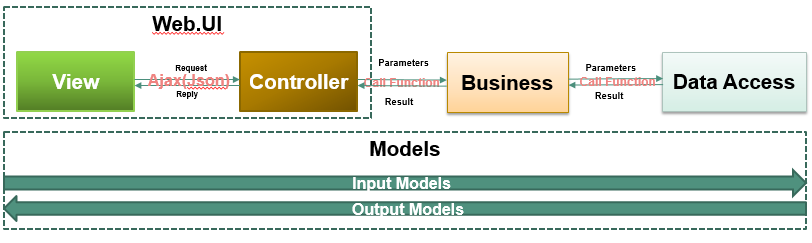 Web.UI
View
Request
Ajax(Json)
Reply
Controller
Parameters
Call Function
Result
Business
Parameters
Call Function
Result
Data Access
Models
Input Models
Output Models